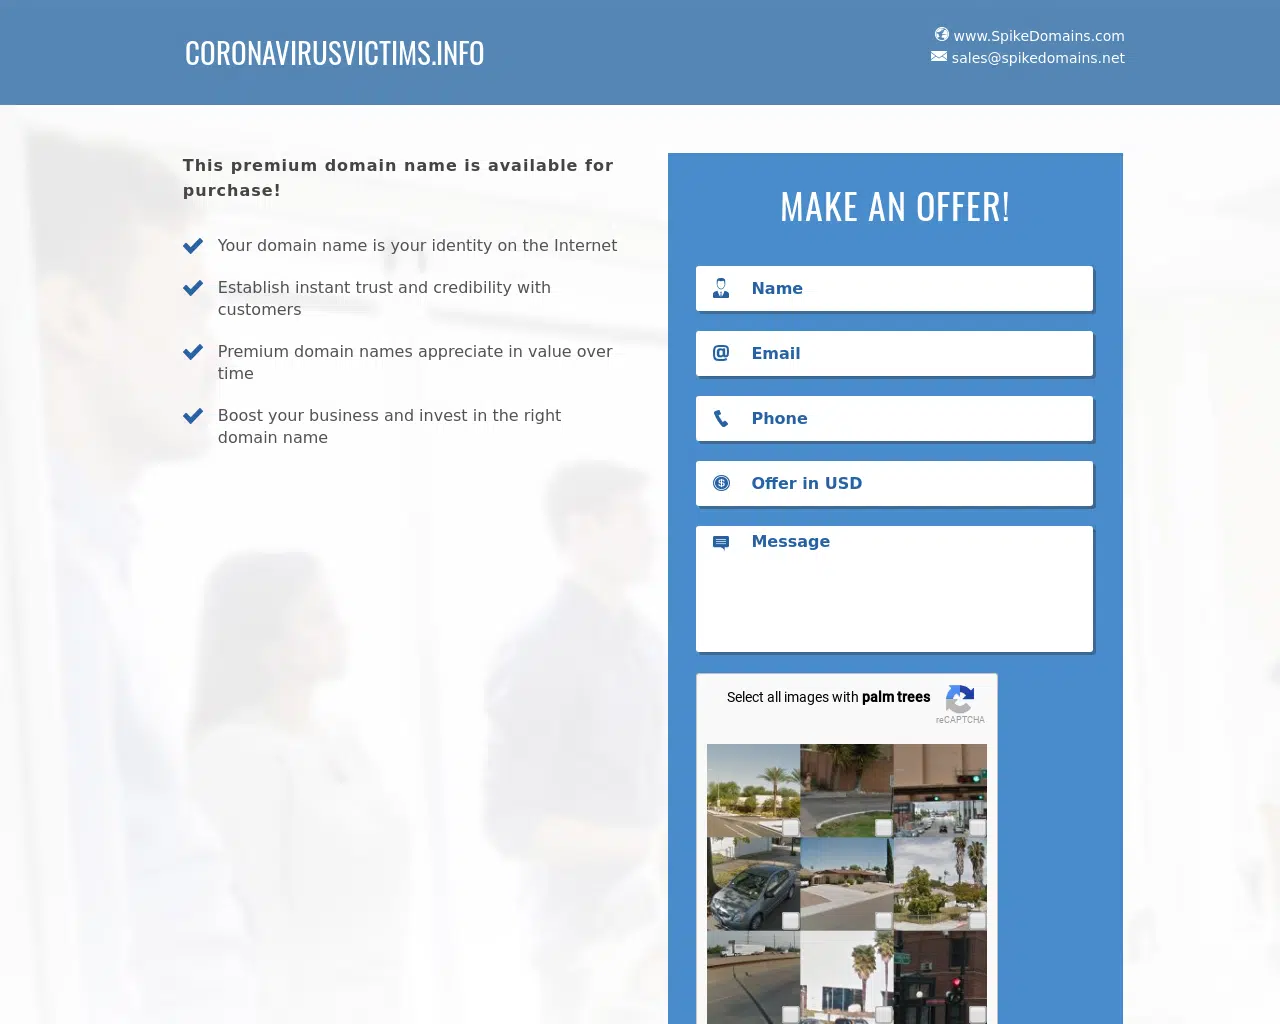 CORONAVIRUSVICTIMS.INFO
www.SpikeDomains.com
sales@spikedomains.net
This premium domain name is available for
purchase!
Your domain name is your identity on the Internet
Establish instant trust and credibility with
customers
Premium domain names appreciate in value over
time
Boost your business and invest in the right
domain name
MAKE AN OFFER!
Name
Email
Phone
Offer in USD
Message
Select all images with palm trees
reCAPTCHA